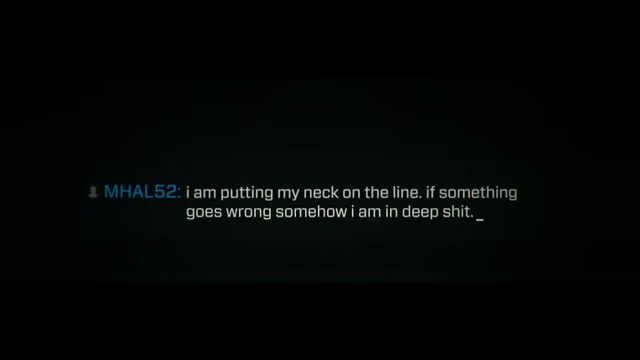 MHAL52: i am putting my neck on the line. if something
goes wrong somehow i am in deep shit._